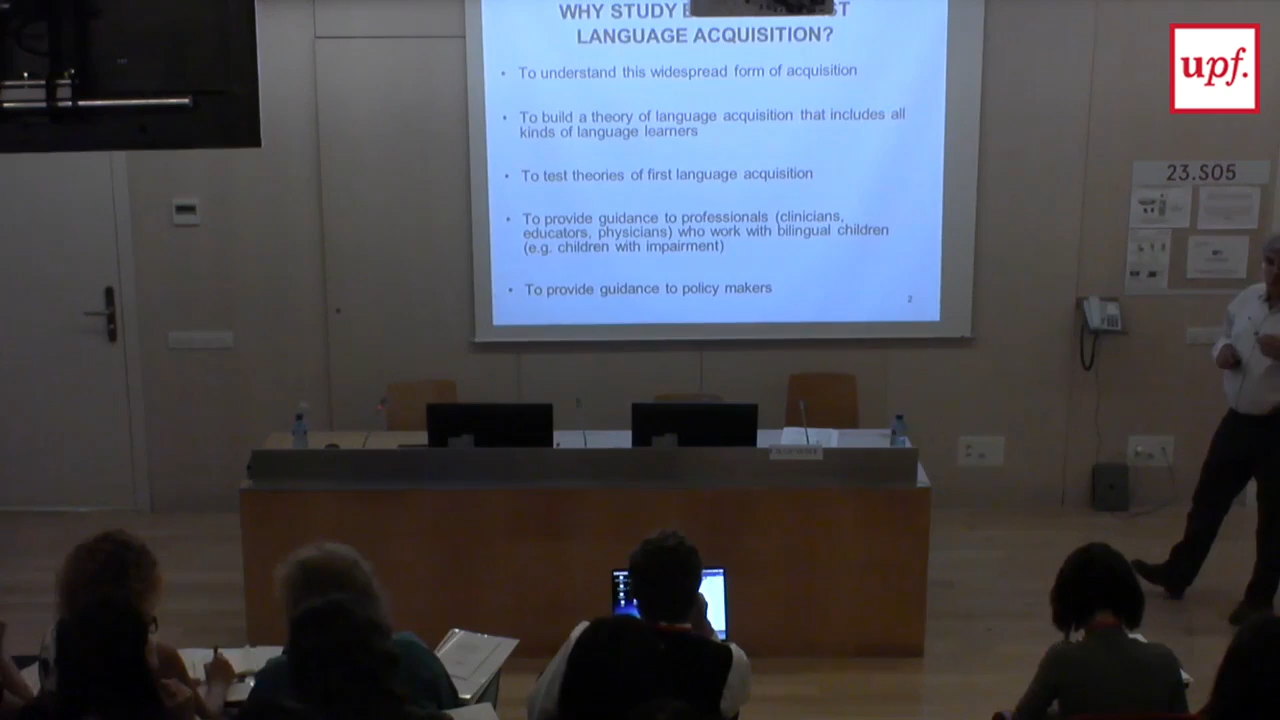 WHY STUDY
LANGUAGE ACQUISITION?
• To understand this widespread form of acquisition
• To build a theory of language acquisition that includes all
kinds of language learners
• To test theories of first language acquisition
• To provide guidance to professionals (clinicians,
educators, physicians) who work with bilingual children
(e.g. children with impairment)
• To provide guidance to policy makers
2
upf.
23.S05